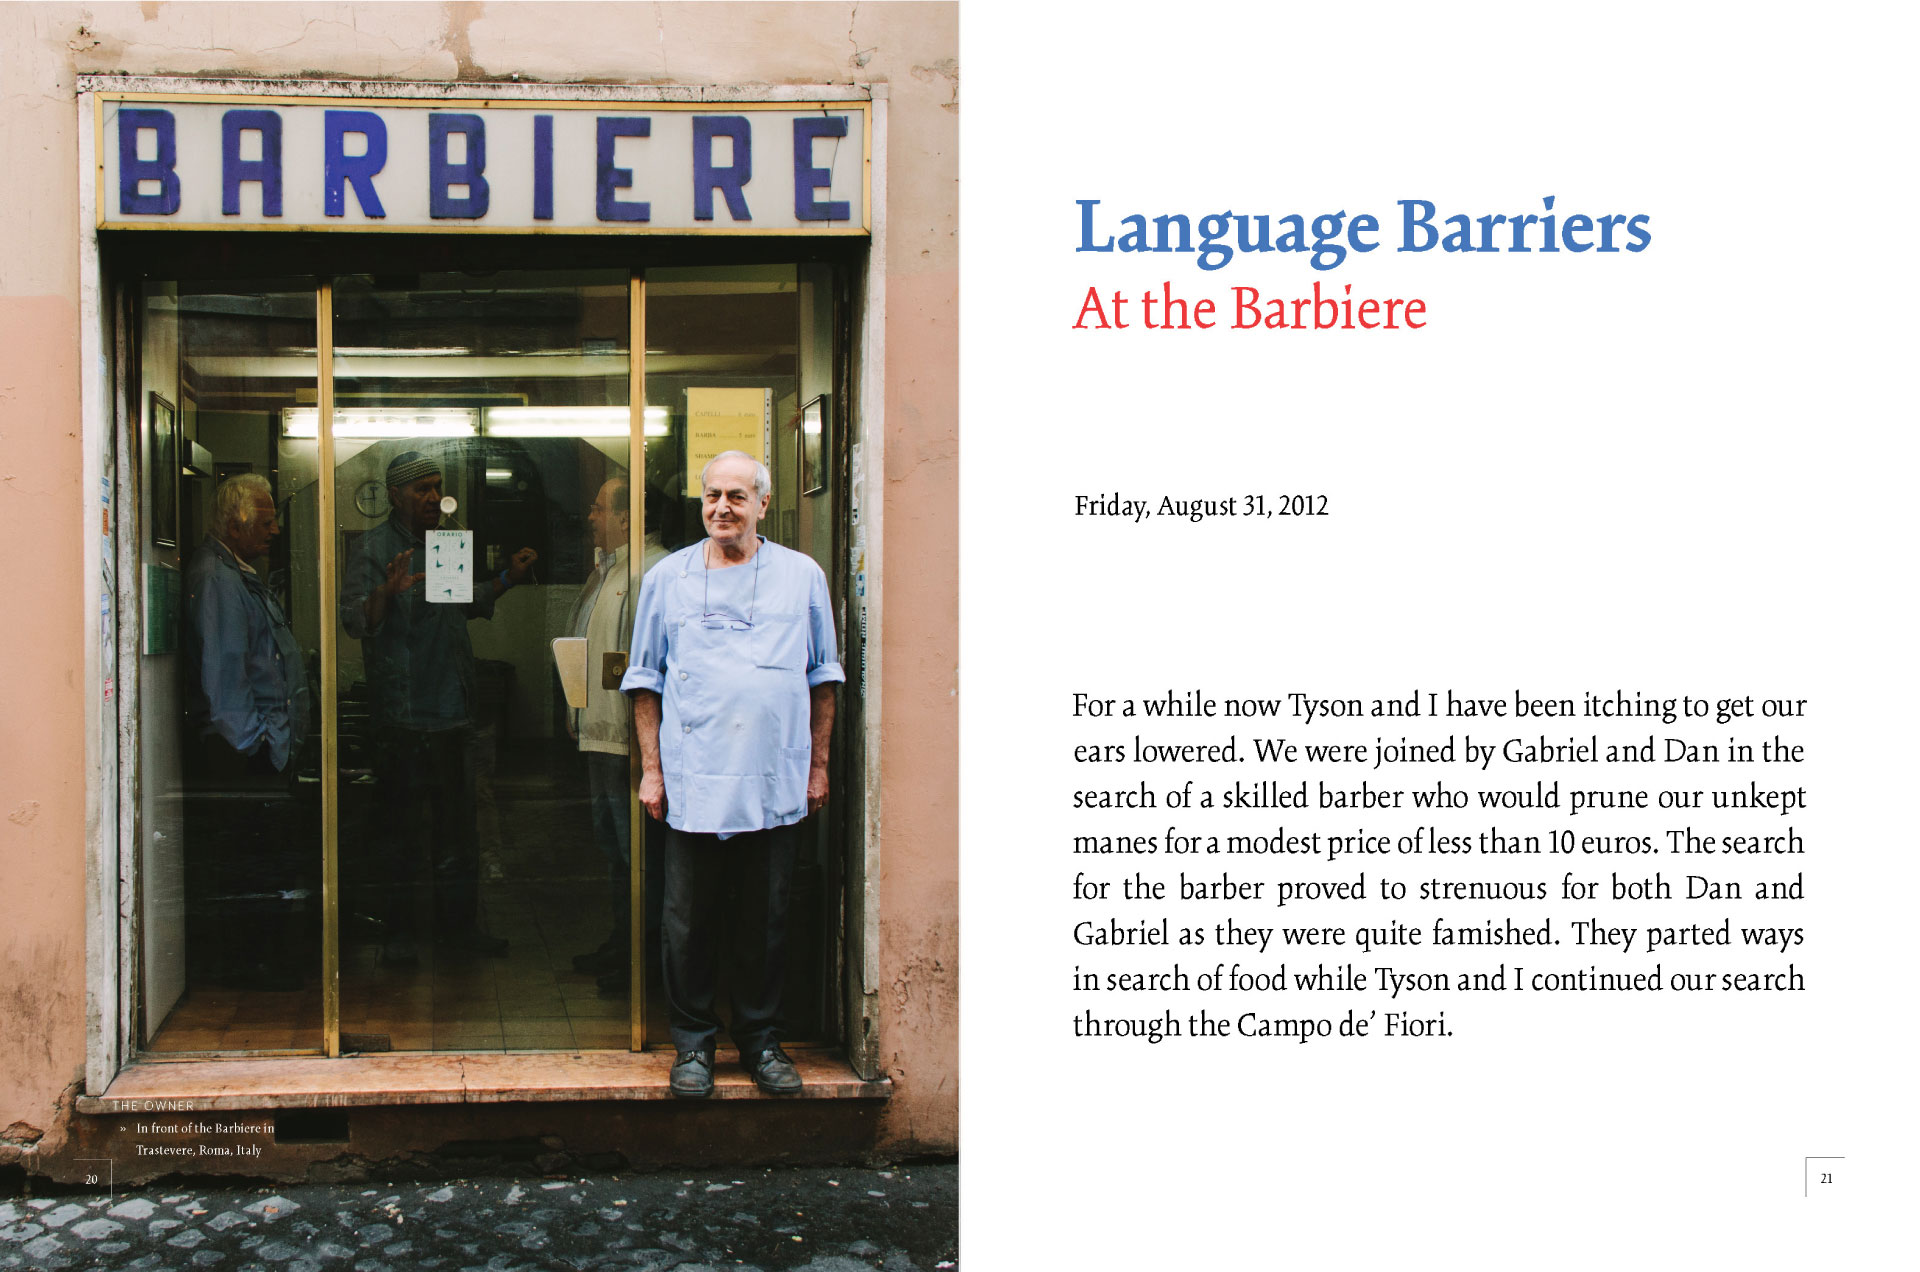 BARBIERE
CAPELLI
BARBA
SHAM
ORARIO
THE OWNER
» In front of the Barbiere in
Trastevere, Roma, Italy
20
Language Barriers
At the Barbiere
Friday, August 31, 2012
For a while now Tyson and I have been itching to get our
ears lowered. We were joined by Gabriel and Dan in the
search of a skilled barber who would prune our unkept
manes for a modest price of less than 10 euros. The search
for the barber proved to strenuous for both Dan and
Gabriel as they were quite famished. They parted ways
in search of food while Tyson and I continued our search
through the Campo de’ Fiori.
21